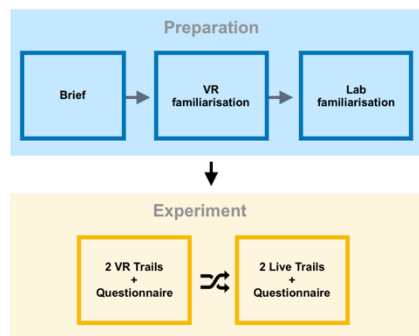 Preparation
Brief
VR
familiarisation
Lab
familiarisation
Experiment
2 VR Trails
+
Questionnaire
2 Live Trails
+
Questionnaire